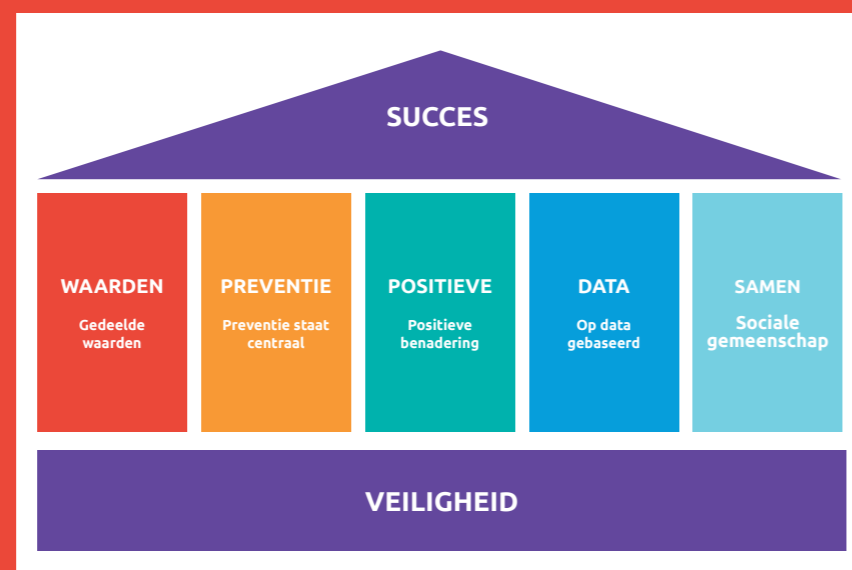 SUCCES
WAARDEN
Gedeelde
waarden
PREVENTIE
Preventie staat
centraal
POSITIEVE
Positieve
benadering
DATA
Op data
gebaseerd
SAMEN
Sociale
gemeenschap
VEILIGHEID